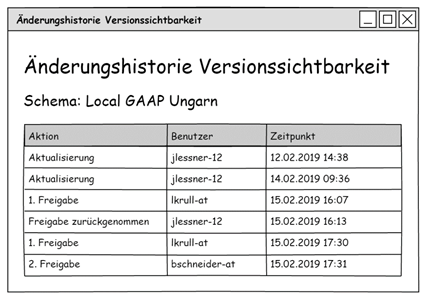 Änderungshistorie Versionssichtbarkeit
Änderungshistorie Versionssichtbarkeit
Schema: Local GAAP Ungarn
Aktion Benutzer Zeitpunkt
Aktualisierung jlessner-12 12.02.2019 14:38
Aktualisierung jlessner-12 14.02.2019 09:36
1. Freigabe lkrull-at 15.02.2019 16:07
Freigabe zurückgenommen jlessner-12 15.02.2019 16:13
1. Freigabe lkrull-at 15.02.2019 17:30
2. Freigabe bschneider-at 15.02.2019 17:31